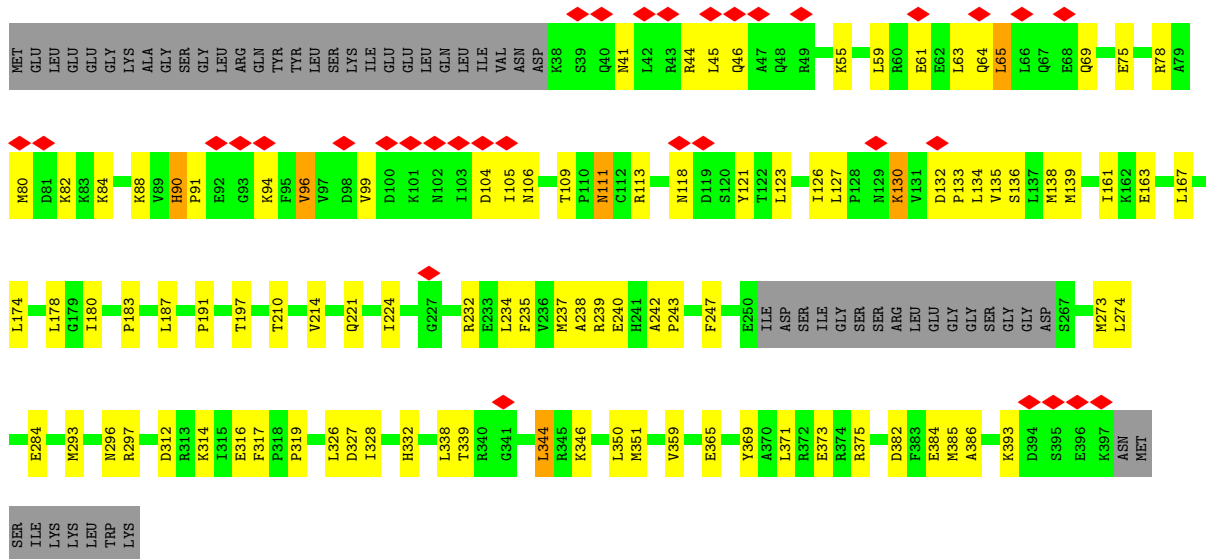 MET GLU LEU GLU GLU GLY LYS ALA GLY SER GLY LEU ARG GLN TYR TYR LEU SER LYS ILE GLU GLU LEU GLN LEU ILE VAL ASN ASP K38 S39 Q40 N41 L42 R43 R44 L45 Q46 A47 Q48 R49 K55 L59 R60 E61 E62 L63 Q64 L65 L66 Q67 E68 Q69 E75 R78 A79
M80 D81 K82 K83 K84 K88 V89 H90 P91 E92 G93 K94 F95 V96 V97 D98 V99 D100 K101 N102 I103 D104 I105 N106 T109 P110 N111 C112 R113 N118 D119 S120 Y121 T122 L123 I126 L127 P128 N129 K130 V131 D132 P133 L134 V135 S136 L137 M138 M139 I161 K162 E163 L167
L174 L178 G179 I180 P183 L187 P191 T197 T210 V214 Q221 I224 G227 R232 E233 L234 F235 V236 M237 A238 R239 E240 H241 A242 P243 F247 E250 ILE ASP SER ILE GLY SER SER ARG LEU GLU GLY GLY SER GLY GLY ASP S267 M273 L274
E284 M293 N296 R297 D312 R313 K314 I315 E316 F317 P318 P319 L326 D327 I328 H332 L338 T339 R340 G341 L344 R345 K346 L350 M351 V359 E365 Y369 A370 L371 R372 E373 R374 R375 D382 F383 E384 M385 A386 K393 D394 S395 E396 K397 ASN MET
SER ILE LYS LYS LEU TRP LYS